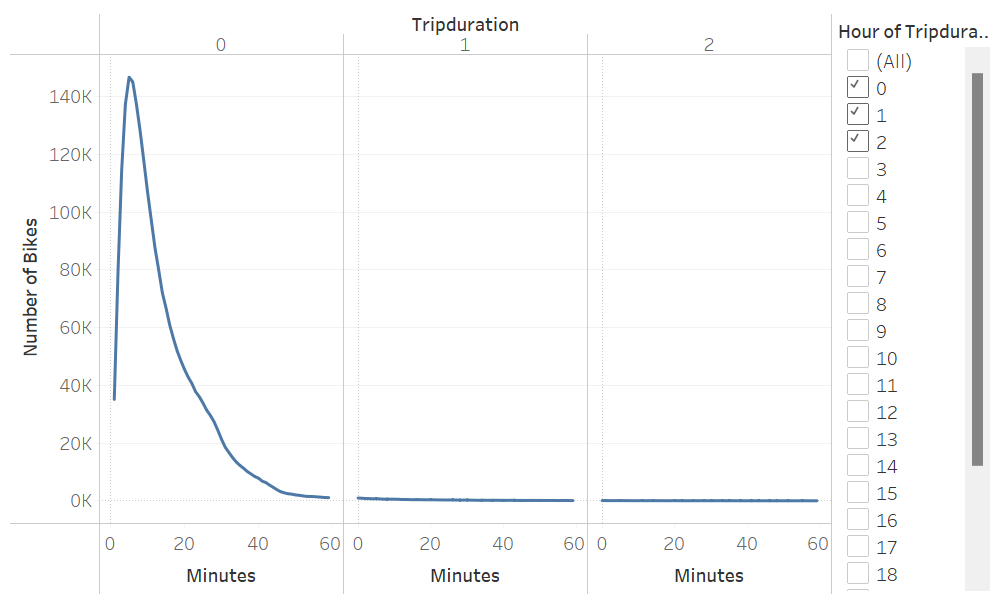 Tripduration
0 1 2
140K
120K
100K
80K
60K
40K
20K
0K
Number of Bikes
0 20 40 60 0 20 40 60 0 20 40 60
Minutes Minutes Minutes
Hour of Tripdura..
(All)
0
1
2
3
4
5
6
7
8
9
10
11
12
13
14
15
16
17
18